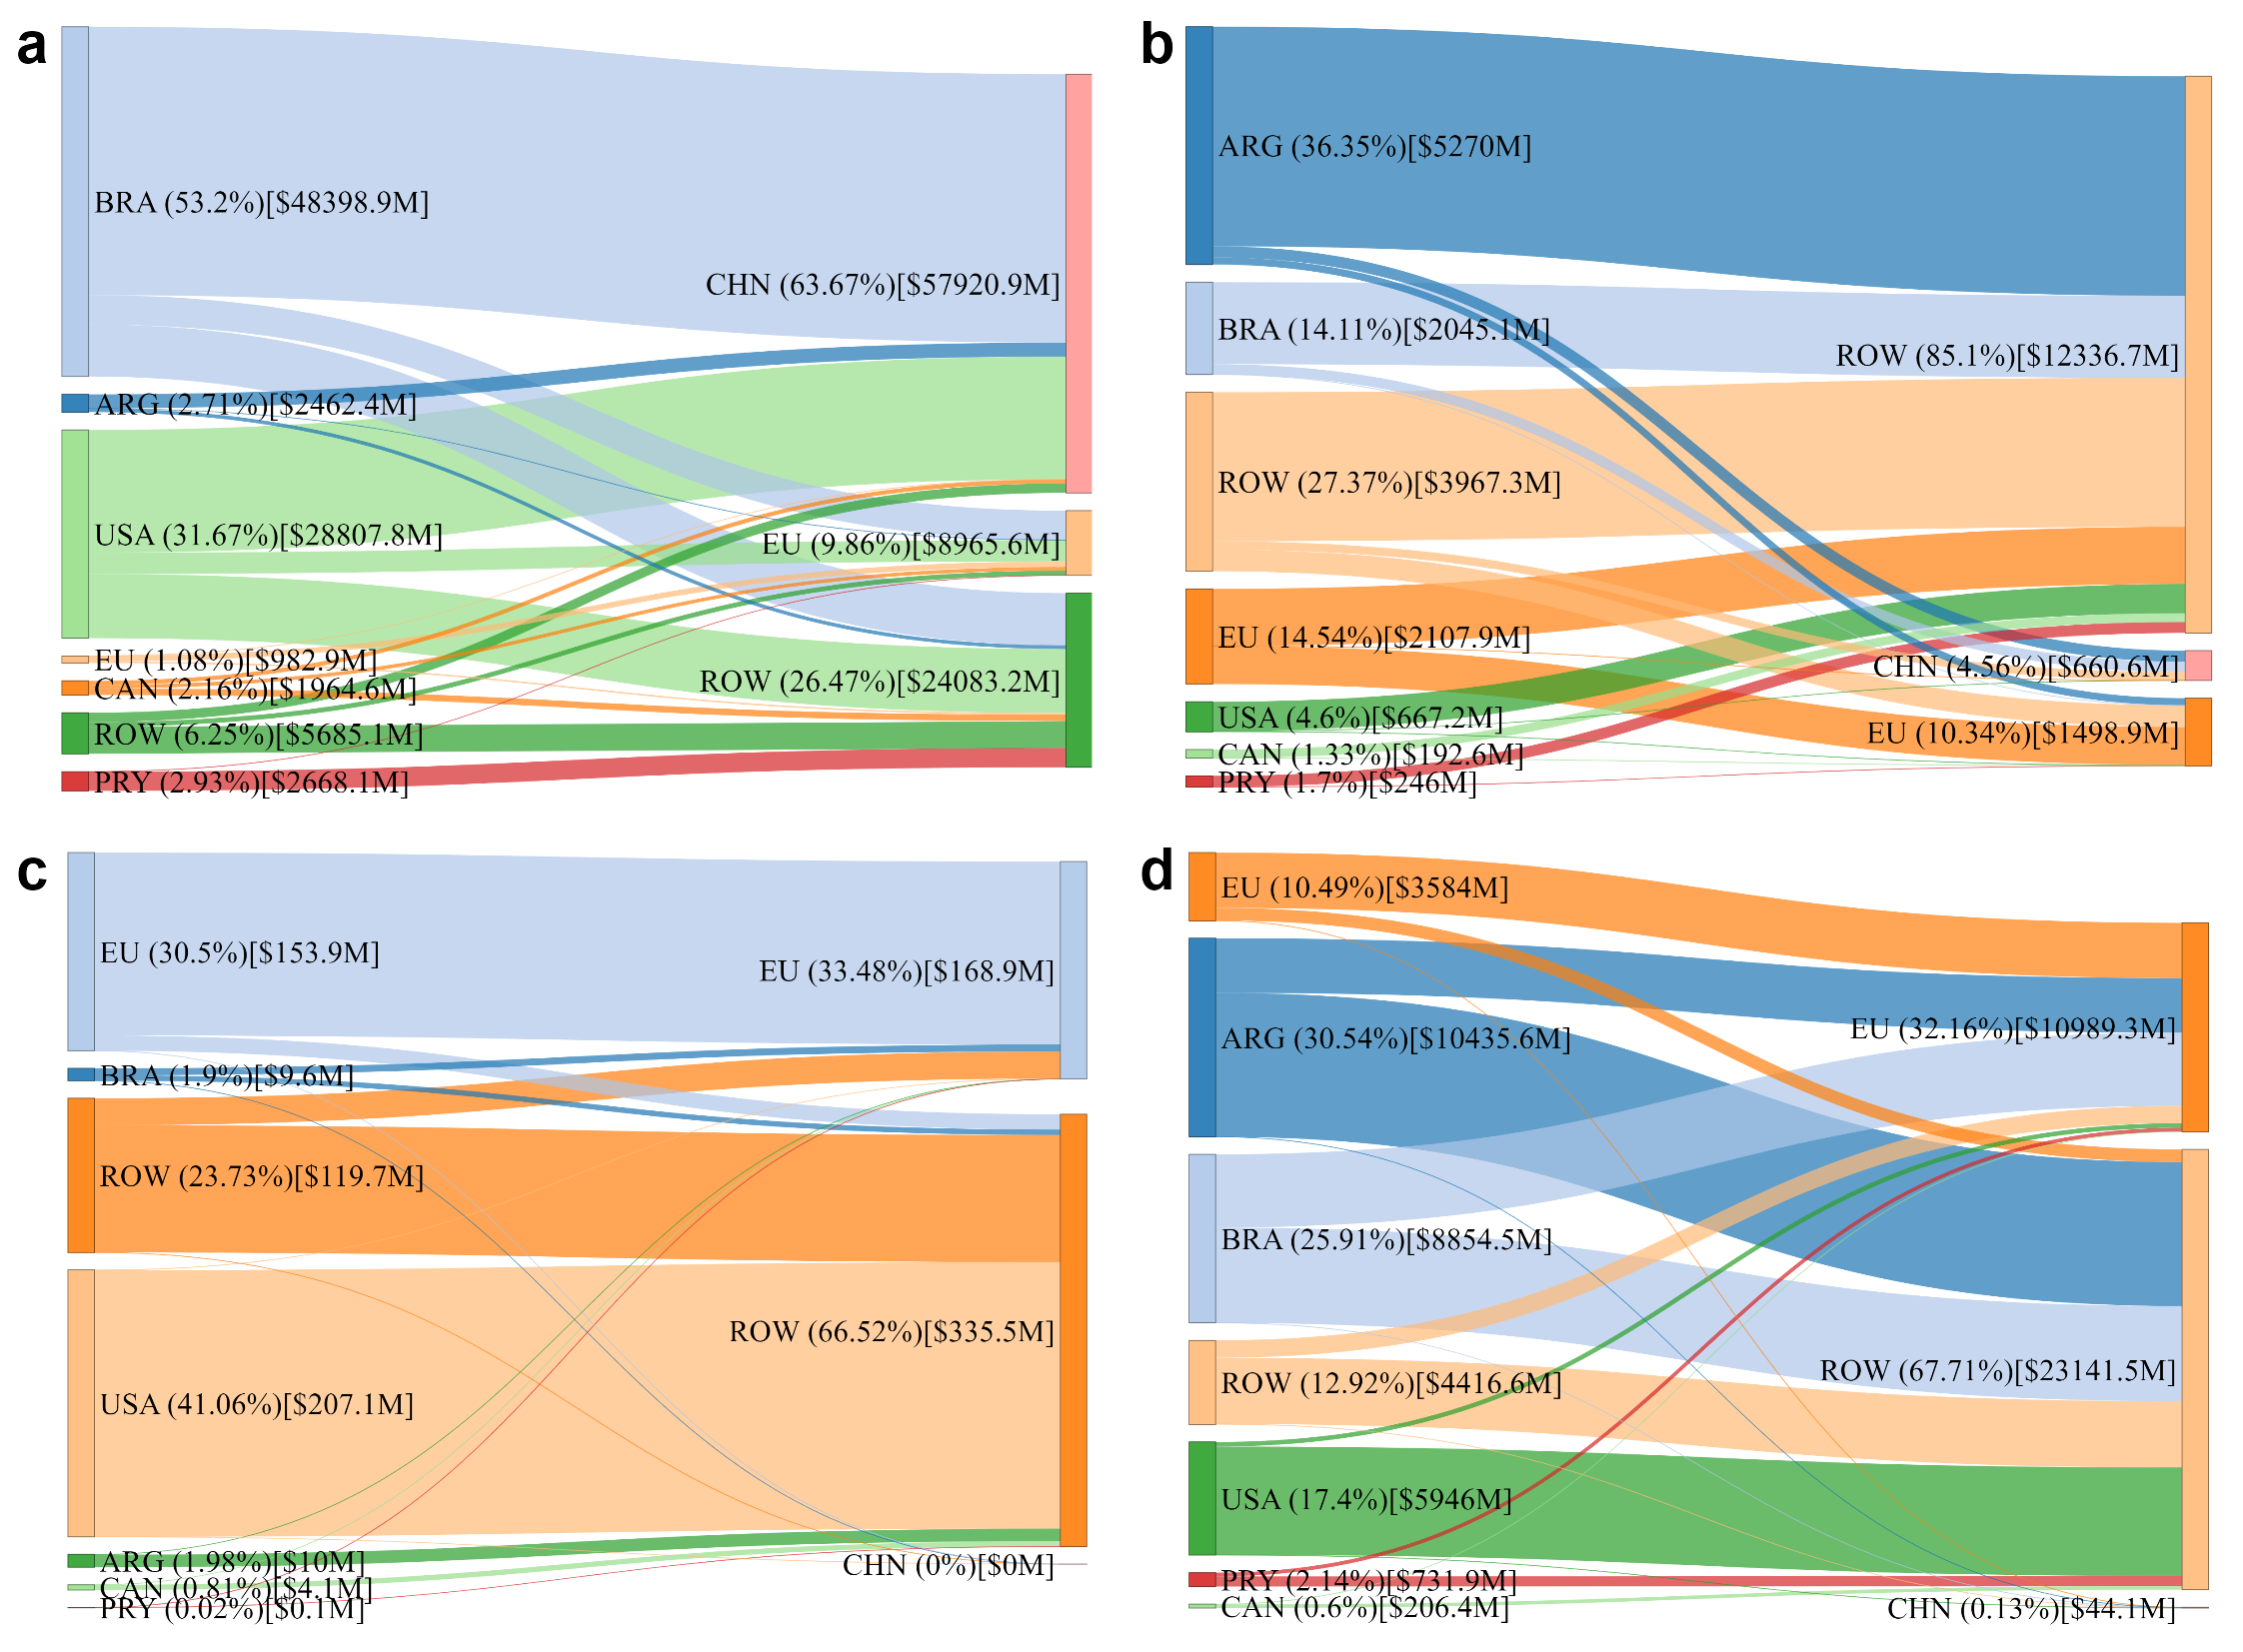 a
BRA (53.2%)[$48398.9M]
CHN (63.67%)[$57920.9M]
ARG (2.71%)[$2462.4M]
USA (31.67%)[$28807.8M]
EU (9.86%)[$8965.6M]
EU (1.08%)[$982.9M]
CAN (2.16%)[$1964.6M]
ROW (26.47%)[$24083.2M]
ROW (6.25%)[$5685.1M]
PRY (2.93%)[$2668.1M]
b
ARG (36.35%)[$5270M]
BRA (14.11%)[$2045.1M]
ROW (85.1%)[$12336.7M]
ROW (27.37%)[$3967.3M]
EU (14.54%)[$2107.9M]
CHN (4.56%)[$660.6M]
USA (4.6%)[$667.2M]
EU (10.34%)[$1498.9M]
CAN (1.33%)[$192.6M]
PRY (1.7%)[$246M]
c
EU (30.5%)[$153.9M]
EU (33.48%)[$168.9M]
BRA (1.9%)[$9.6M]
ROW (23.73%)[$119.7M]
ROW (66.52%)[$335.5M]
USA (41.06%)[$207.1M]
ARG (1.98%)[$10M]
CHN (0%)[$0M]
CAN (0.81%)[$4.1M]
PRY (0.02%)[$0.1M]
d
EU (10.49%)[$3584M]
EU (32.16%)[$10989.3M]
ARG (30.54%)[$10435.6M]
BRA (25.91%)[$8854.5M]
ROW (67.71%)[$23141.5M]
ROW (12.92%)[$4416.6M]
USA (17.4%)[$5946M]
PRY (2.14%)[$731.9M]
CAN (0.6%)[$206.4M]
CHN (0.13%)[$44.1M]